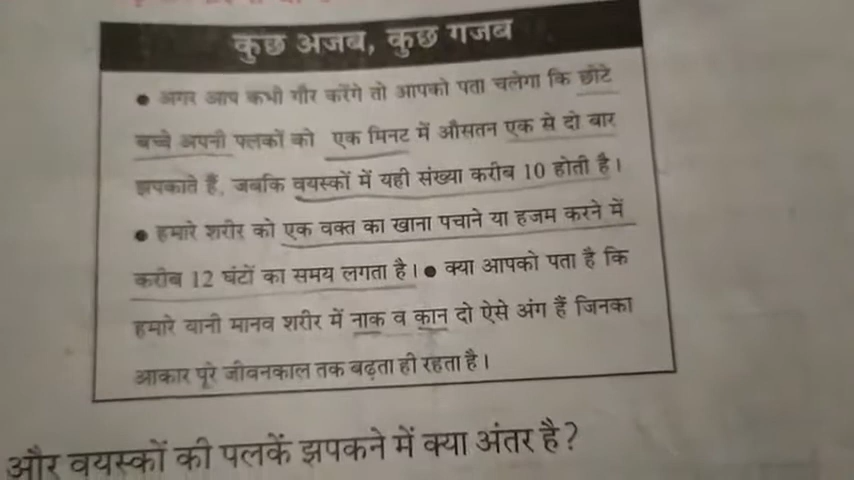 कुछ अजब, कुछ गजब
● अगर आप कभी गौर करेंगे तो आपको पता चलेगा कि छोटे
बच्चे अपनी पलकों को एक मिनट में औसतन एक से दो बार
झपकाते हैं, जबकि वयस्कों में यही संख्या करीब 10 होती है।
● हमारे शरीर को एक वक्त का खाना पचाने या हजम करने में
करीब 12 घंटों का समय लगता है। ● क्या आपको पता है कि
हमारे यानी मानव शरीर में नाक व कान दो ऐसे अंग हैं जिनका
आकार पूरे जीवनकाल तक बढ़ता ही रहता है।
और वयस्कों की पलकें झपकने में क्या अंतर है?